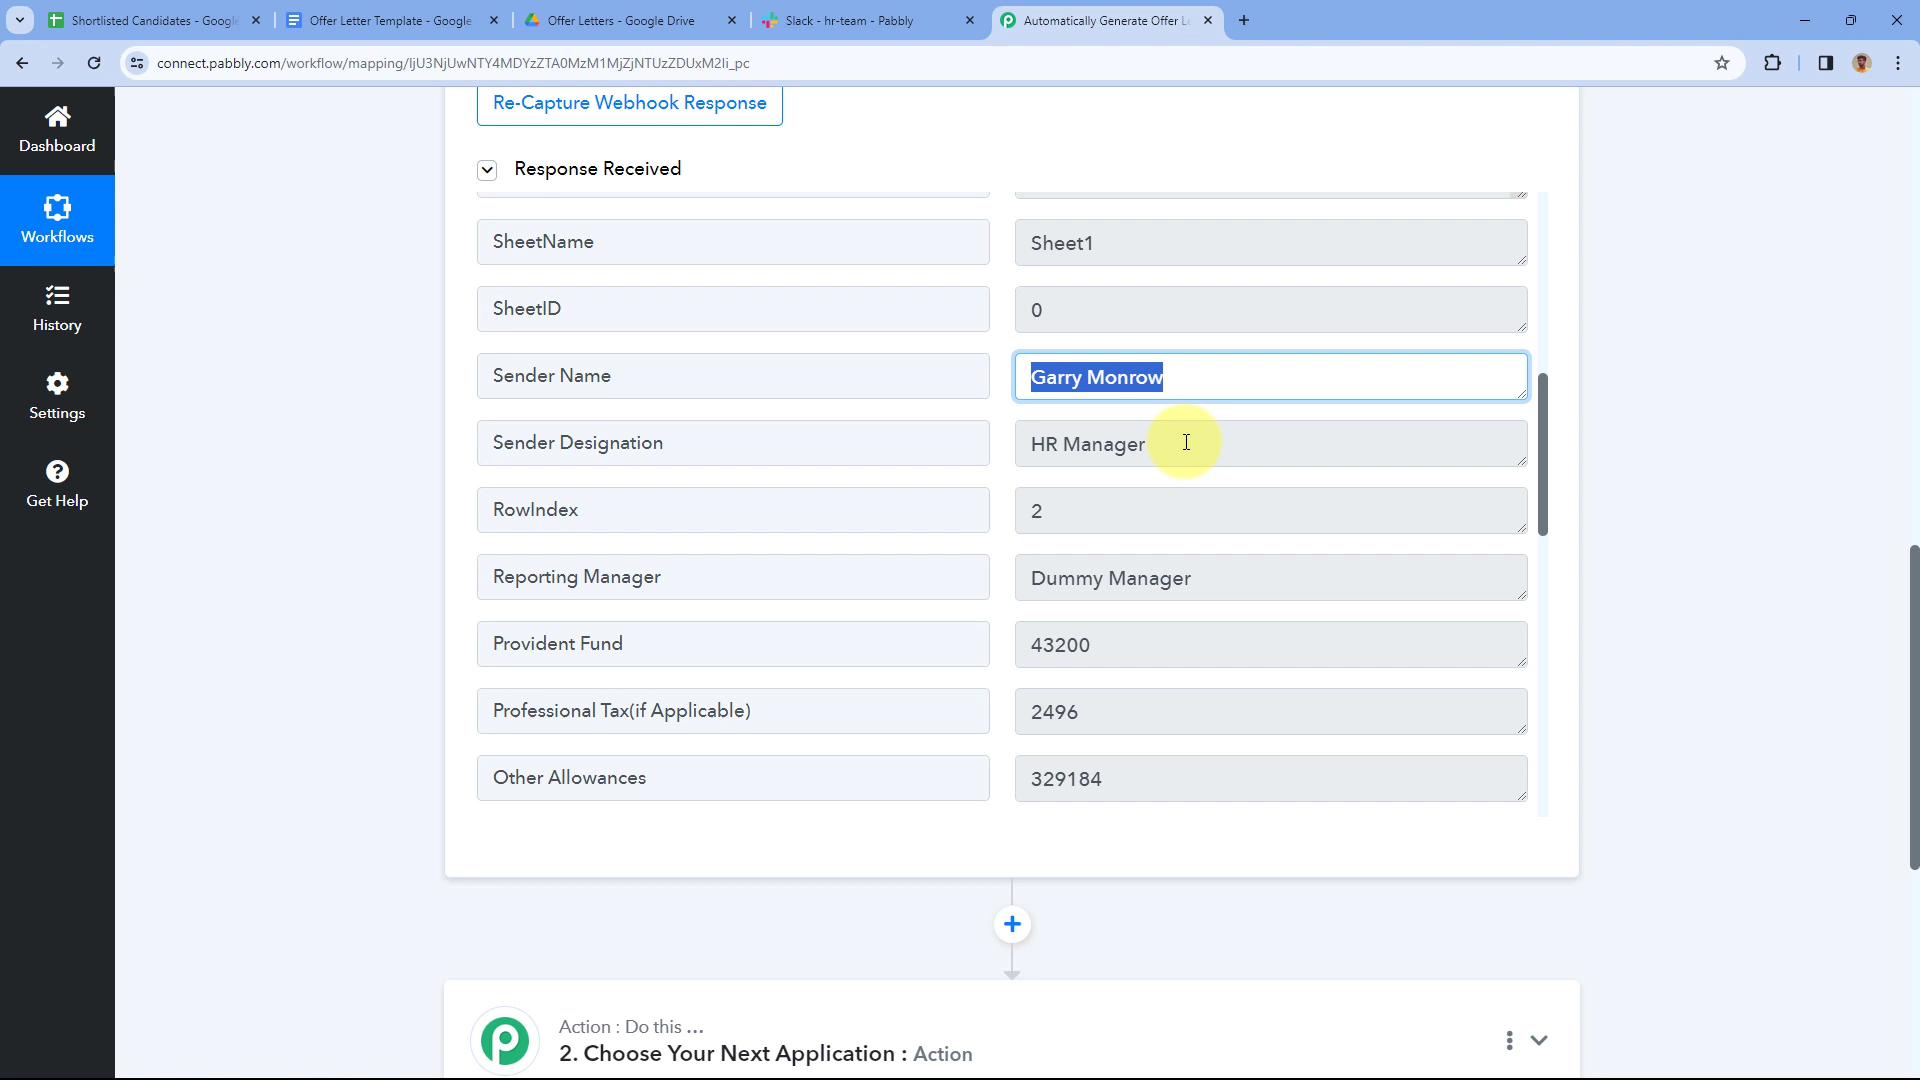 Shortlisted Candidates - Google
Offer Letter Template - Google
Offer Letters - Google Drive
Slack - hr-team - Pabbly
Automatically Generate Offer Le
connect.pabbly.com/workflow/mapping/IjU3NjUwNTY4MDYzZTA0MzM1MjZjNTUzZDUxM2Ii_pc
Dashboard
Workflows
History
Settings
Get Help
Re-Capture Webhook Response
Response Received
SheetName
Sheet1
SheetID
0
Sender Name
Garry Monrow
Sender Designation
HR Manager
RowIndex
2
Reporting Manager
Dummy Manager
Provident Fund
43200
Professional Tax(if Applicable)
2496
Other Allowances
329184
Action : Do this ...
2. Choose Your Next Application : Action